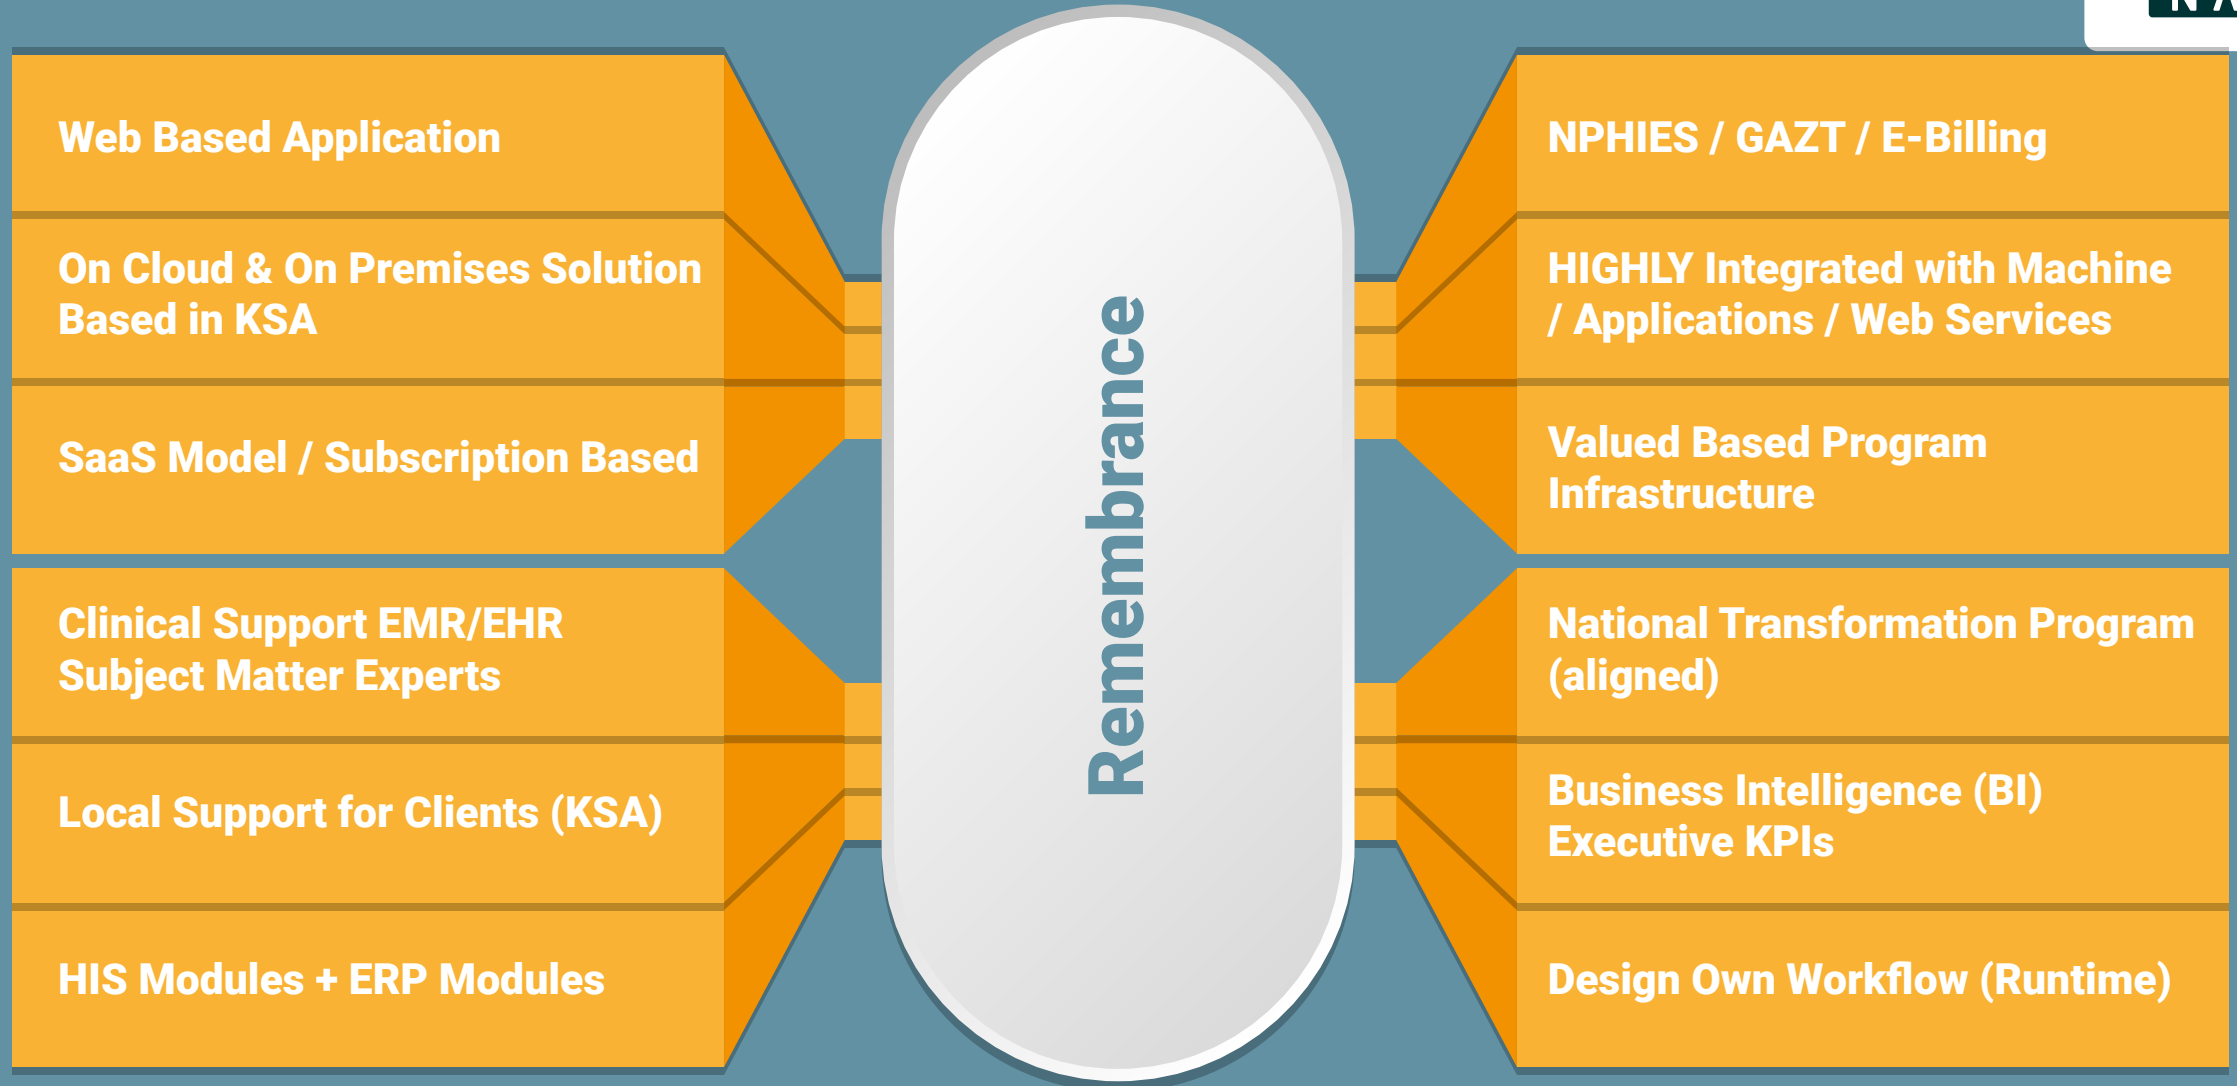 Web Based Application
On Cloud & On Premises Solution
Based in KSA
SaaS Model / Subscription Based
Clinical Support EMR/EHR
Subject Matter Experts
Local Support for Clients (KSA)
HIS Modules + ERP Modules
Remembrance
NPHIES / GAZT / E-Billing
HIGHLY Integrated with Machine
/ Applications / Web Services
Valued Based Program
Infrastructure
National Transformation Program
(aligned)
Business Intelligence (BI)
Executive KPIs
Design Own Workflow (Runtime)